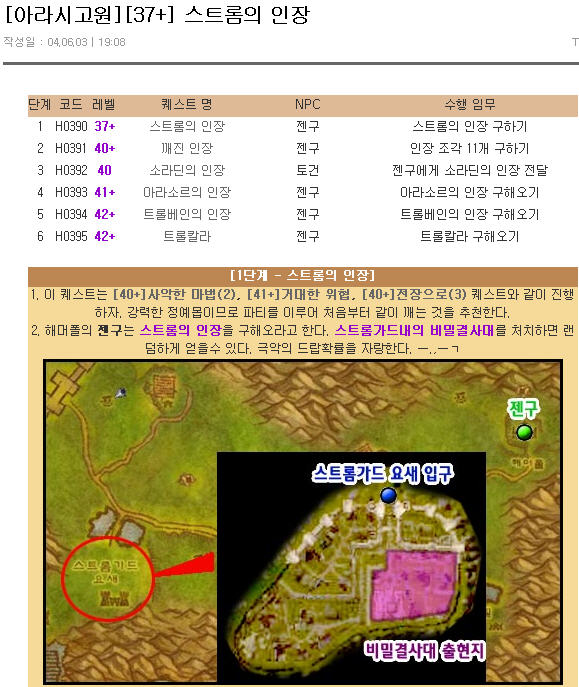 [아라시고원][37+] 스트롬의 인장
작성일 : 04,06,03 | 19:08
T
단계 코드 레벨 퀘스트 명 NPC 수행 임무
1 H0390 37+ 스트롬의 인장 젠구 스트롬의 인장 구하기
2 H0391 40+ 깨진 인장 젠구 인장 조각 11개 구하기
3 H0392 40 소라딘의 인장 토건 젠구에게 소라딘의 인장 전달
4 H0393 41+ 아라소르의 인장 젠구 아라소르의 인장 구해오기
5 H0394 42+ 트롤베인의 인장 젠구 트롤베인의 인장 구해오기
6 H0395 42+ 트롤칼라 젠구 트롤칼라 구해오기
[1단계 - 스트롬의 인장]
1. 이 퀘스트는 [40+]사악한 마법(2), [41+]거대한 위협, [40+]전장으로(3) 퀘스트와 같이 진행
하자. 강력한 정예몹이므로 파티를 이루어 처음부터 같이 깨는 것을 추천한다.
2. 해머폴의 젠구는 스트롬의 인장을 구해오라고 한다. 스트롬가드내의 비밀결사대를 처치하면 랜
덤하게 얻을수 있다. 극악의 드랍확률을 자랑한다. ㅡ..ㅡㄱ
젠구
해머폴
스트롬가드 요새 입구
스트롬가드
요새
비밀결사대 출현지